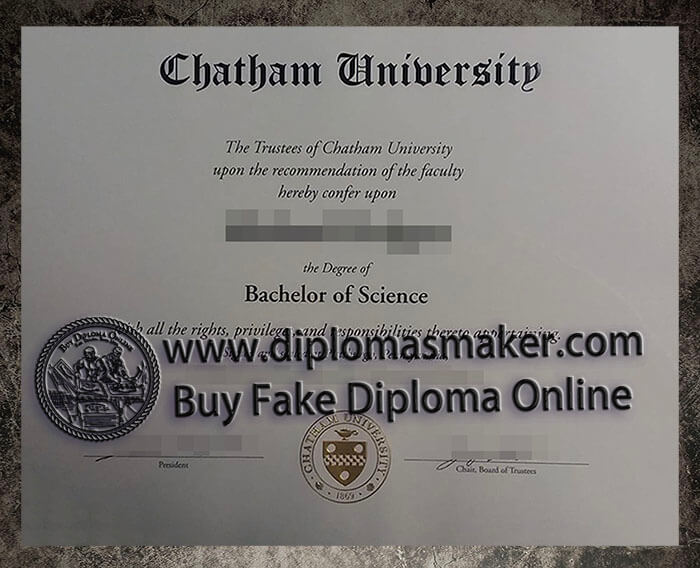 Chatham University
The Trustees of Chatham University
upon the recommendation of the faculty
hereby confer upon
the Degree of
Bachelor of Science
all the rights, privileges and responsibilities thereto appertaining.
BUY DIPLOMA ONLINE
www.diplomasmaker.com
Buy Fake Diploma Online
CHATHAM UNIVERSITY
1869
President
Chair, Board of Trustees